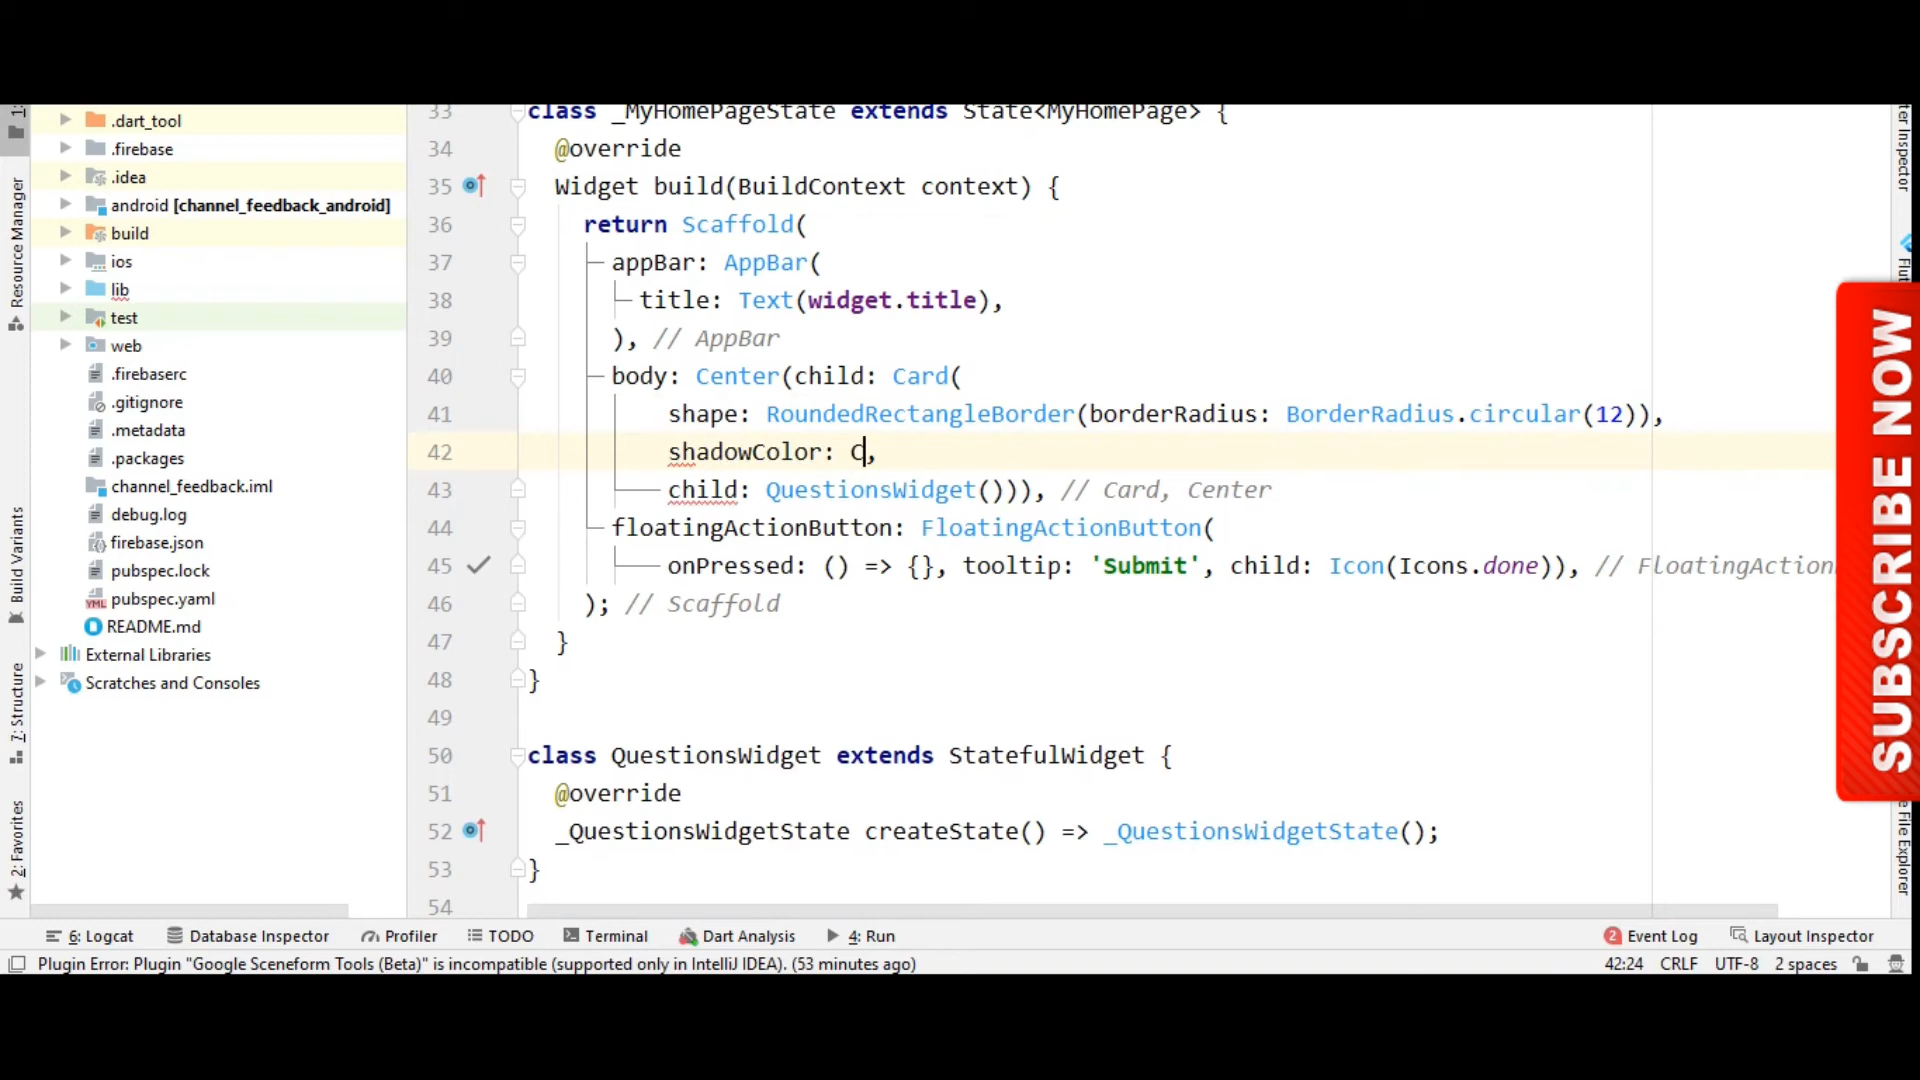 1:
Resource Manager
Build Variants
7: Structure
2: Favorites
.dart_tool
.firebase
.idea
android [channel_feedback_android]
build
ios
lib
test
web
.firebaserc
.gitignore
.metadata
.packages
channel_feedback.iml
debug.log
firebase.json
pubspec.lock
pubspec.yaml
README.md
External Libraries
Scratches and Consoles
33 class _MyHomePageState extends State<MyHomePage> {
34 @override
35 Widget build(BuildContext context) {
36 return Scaffold(
37 appBar: AppBar(
38 title: Text(widget.title),
39 ), // AppBar
40 body: Center(child: Card(
41 shape: RoundedRectangleBorder(borderRadius: BorderRadius.circular(12)),
42 shadowColor: C,
43 child: QuestionsWidget())), // Card, Center
44 floatingActionButton: FloatingActionButton(
45 onPressed: () => {}, tooltip: 'Submit', child: Icon(Icons.done)), // FloatingAction
46 ); // Scaffold
47 }
48 }
49
50 class QuestionsWidget extends StatefulWidget {
51 @override
52 _QuestionsWidgetState createState() => _QuestionsWidgetState();
53 }
54
ter Inspector
Flut
SUBSCRIBE NOW
e File Explorer
6: Logcat
Database Inspector
Profiler
TODO
Terminal
Dart Analysis
4: Run
2 Event Log
Layout Inspector
Plugin Error: Plugin "Google Sceneform Tools (Beta)" is incompatible (supported only in IntelliJ IDEA). (53 minutes ago)
42:24 CRLF UTF-8 2 spaces